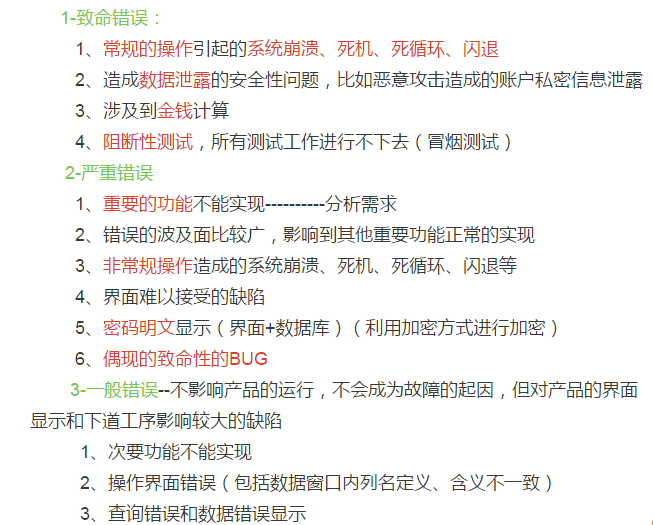 1-致命错误：
1、常规的操作引起的系统崩溃、死机、死循环、闪退
2、造成数据泄露的安全性问题，比如恶意攻击造成的账户私密信息泄露
3、涉及到金钱计算
4、阻断性测试，所有测试工作进行不下去（冒烟测试）
2-严重错误
1、重要的功能不能实现----------分析需求
2、错误的波及面比较广，影响到其他重要功能正常的实现
3、非常规操作造成的系统崩溃、死机、死循环、闪退等
4、界面难以接受的缺陷
5、密码明文显示（界面+数据库）（利用加密方式进行加密）
6、偶现的致命性的BUG
3-一般错误--不影响产品的运行，不会成为故障的起因，但对产品的界面
显示和下道工序影响较大的缺陷
1、次要功能不能实现
2、操作界面错误（包括数据窗口内列名定义、含义不一致）
3、查询错误和数据错误显示